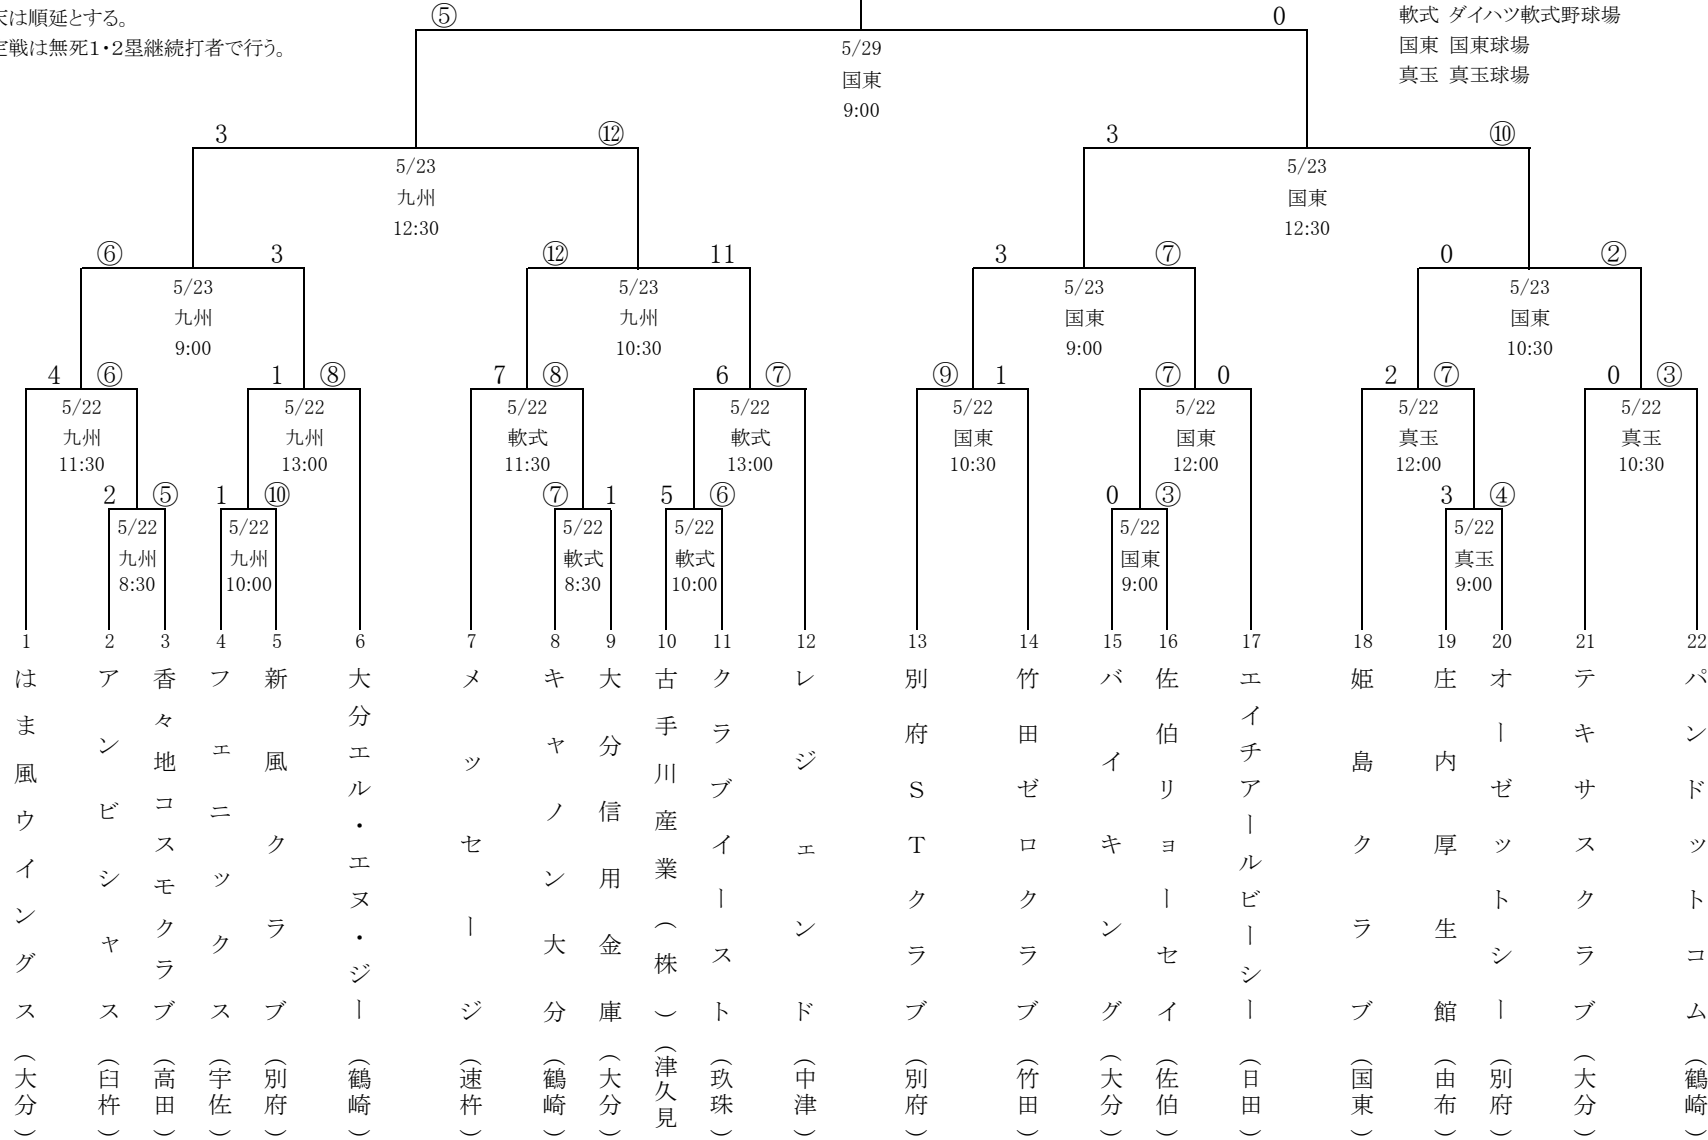 天は順延とする。
定戦は無死1・2塁継続打者で行う。
軟式 ダイハツ軟式野球場
国東 国東球場
真玉 真玉球場
⑤ 0
5/29
国東
9:00
3 ⑫ 3 ⑩
5/23 5/23
九州 国東
12:30 12:30
⑥ 3 ⑫ 11 3 ⑦ 0 ②
5/23 5/23 5/23 5/23
九州 九州 国東 国東
9:00 10:30 9:00 10:30
4 ⑥ 1 ⑧ 7 ⑧ 6 ⑦ ⑨ 1 ⑦ 0 2 ⑦ 0 ③
5/22 5/22 5/22 5/22 5/22 5/22 5/22 5/22
九州 九州 軟式 軟式 国東 国東 真玉 真玉
11:30 13:00 11:30 13:00 10:30 12:00 12:00 10:30
2 ⑤ 1 ⑩ ⑦ 1 5 ⑥ 0 ③ 3 ④
5/22 5/22 5/22 5/22 5/22 5/22
九州 九州 軟式 軟式 国東 真玉
8:30 10:00 8:30 10:00 9:00 9:00
1 はま風ウイングス(大分)
2 アンビシャス(臼杵)
3 香々地コスモクラブ(高田)
4 フェニックス(宇佐)
5 新風クラブ(別府)
6 大分エル・エヌ・ジー(鶴崎)
7 メッセージ(速杵)
8 キャノン大分(鶴崎)
9 大分信用金庫(大分)
10 古手川産業(株)(津久見
11 クラブイースト(玖珠)
12 レジェンド(中津)
13 別府STクラブ(別府)
14 竹田ゼロクラブ(竹田)
15 バイキング(大分)
16 佐伯リョーセイ(佐伯)
17 エイチアールビーシー(日田)
18 姫島クラブ(国東)
19 庄内厚生館(由布)
20 オーゼットシー(別府)
21 テキサスクラブ(大分)
22 パンドットコム(鶴崎)